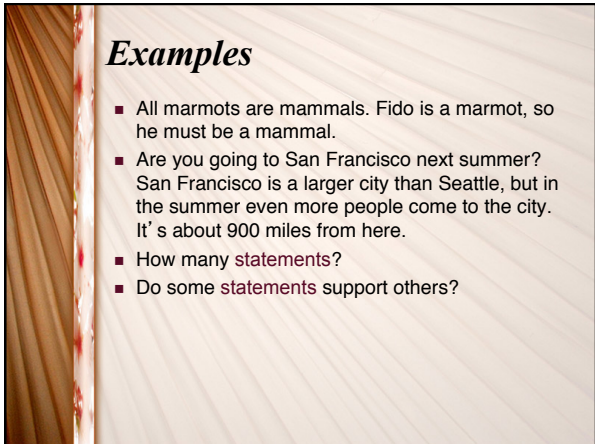 Examples
■ All marmots are mammals. Fido is a marmot, so
he must be a mammal.
■ Are you going to San Francisco next summer?
San Francisco is a larger city than Seattle, but in
the summer even more people come to the city.
It’s about 900 miles from here.
■ How many statements?
■ Do some statements support others?